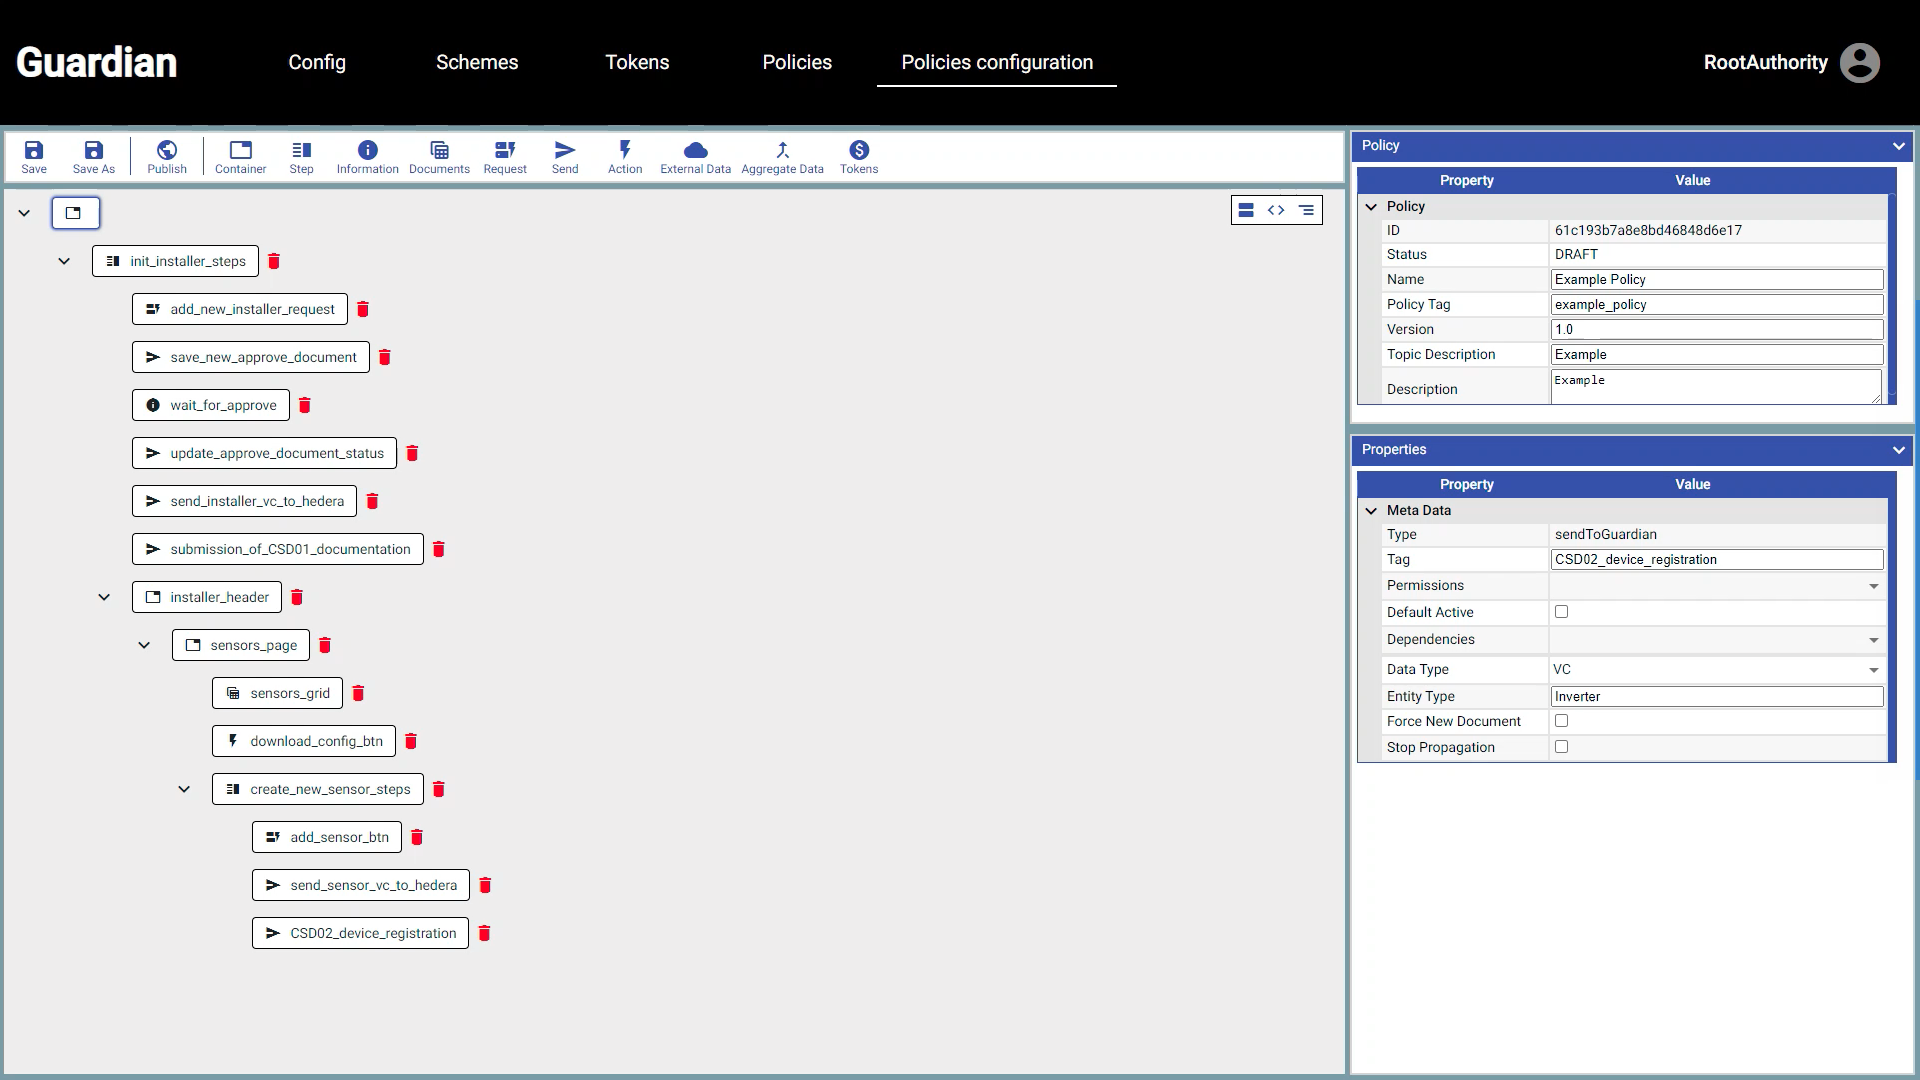 Guardian
Config
Schemes
Tokens
Policies
Policies configuration
RootAuthority
Save
Save As
Publish
Container
Step
Information
Documents
Request
Send
Action
External Data
Aggregate Data
Tokens
init_installer_steps
add_new_installer_request
save_new_approve_document
wait_for_approve
update_approve_document_status
send_installer_vc_to_hedera
submission_of_CSD01_documentation
installer_header
sensors_page
sensors_grid
download_config_btn
create_new_sensor_steps
add_sensor_btn
send_sensor_vc_to_hedera
CSD02_device_registration
Policy
Property Value
Policy
ID 61c193b7a8e8bd46848d6e17
Status DRAFT
Name Example Policy
Policy Tag example_policy
Version 1.0
Topic Description Example
Description Example
Properties
Property Value
Meta Data
Type sendToGuardian
Tag CSD02_device_registration
Permissions
Default Active
Dependencies
Data Type VC
Entity Type Inverter
Force New Document
Stop Propagation